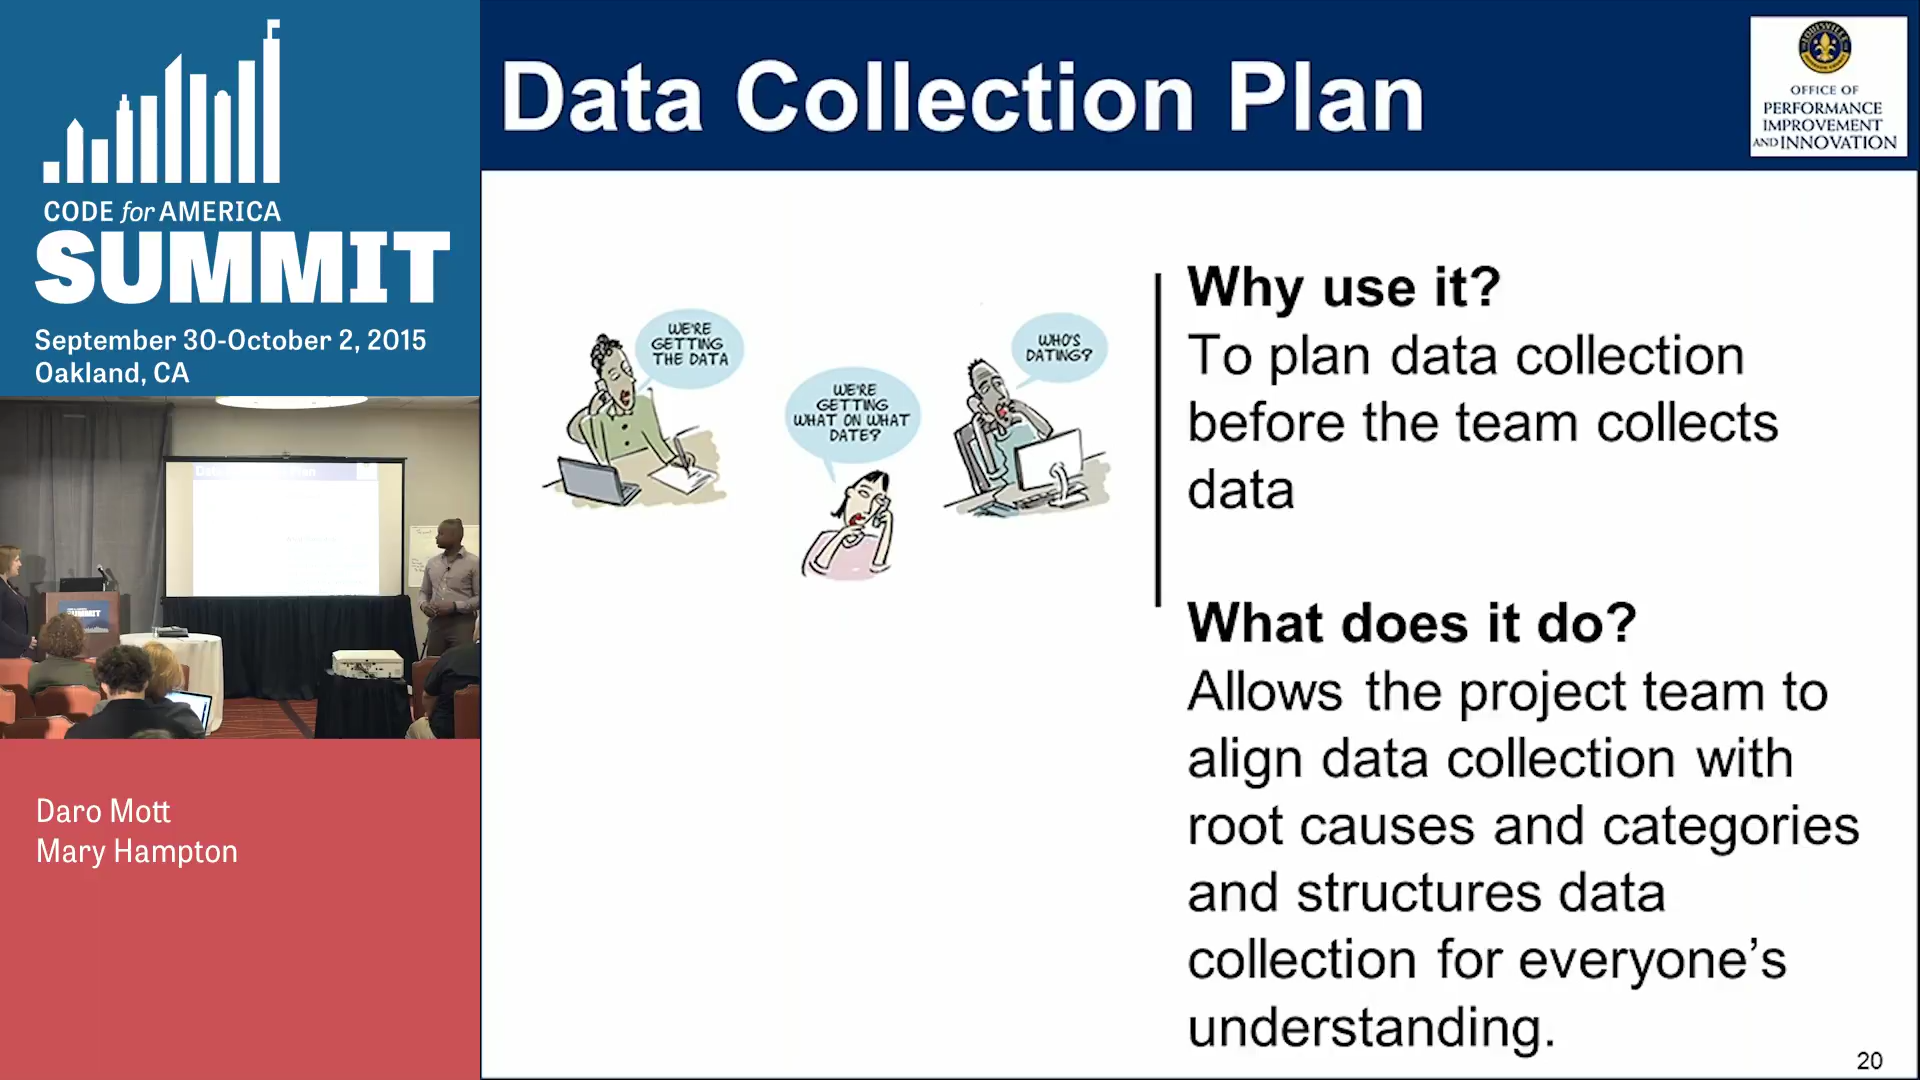 CODE for AMERICA
SUMMIT
September 30-October 2, 2015
Oakland, CA
SUMMIT
Daro Mott
Mary Hampton
Data Collection Plan
LOUISVILLE
OFFICE OF
PERFORMANCE
IMPROVEMENT
AND INNOVATION
WE'RE
GETTING
THE DATA
WE'RE
GETTING
WHAT ON WHAT
DATE?
WHO'S
DATING?
Why use it?
To plan data collection
before the team collects
data
What does it do?
Allows the project team to
align data collection with
root causes and categories
and structures data
collection for everyone’s
understanding.
20